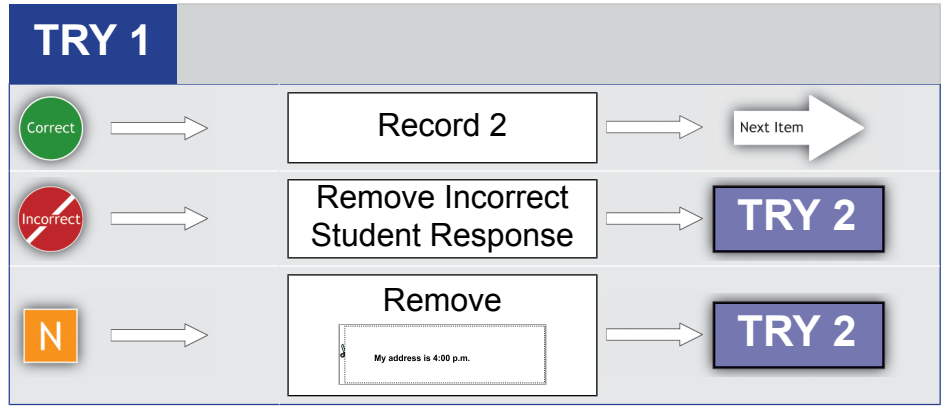 TRY 1
Correct
Record 2
Next Item
Incorrect
Remove Incorrect
Student Response
TRY 2
N
Remove
My address is 4:00 p.m.
TRY 2